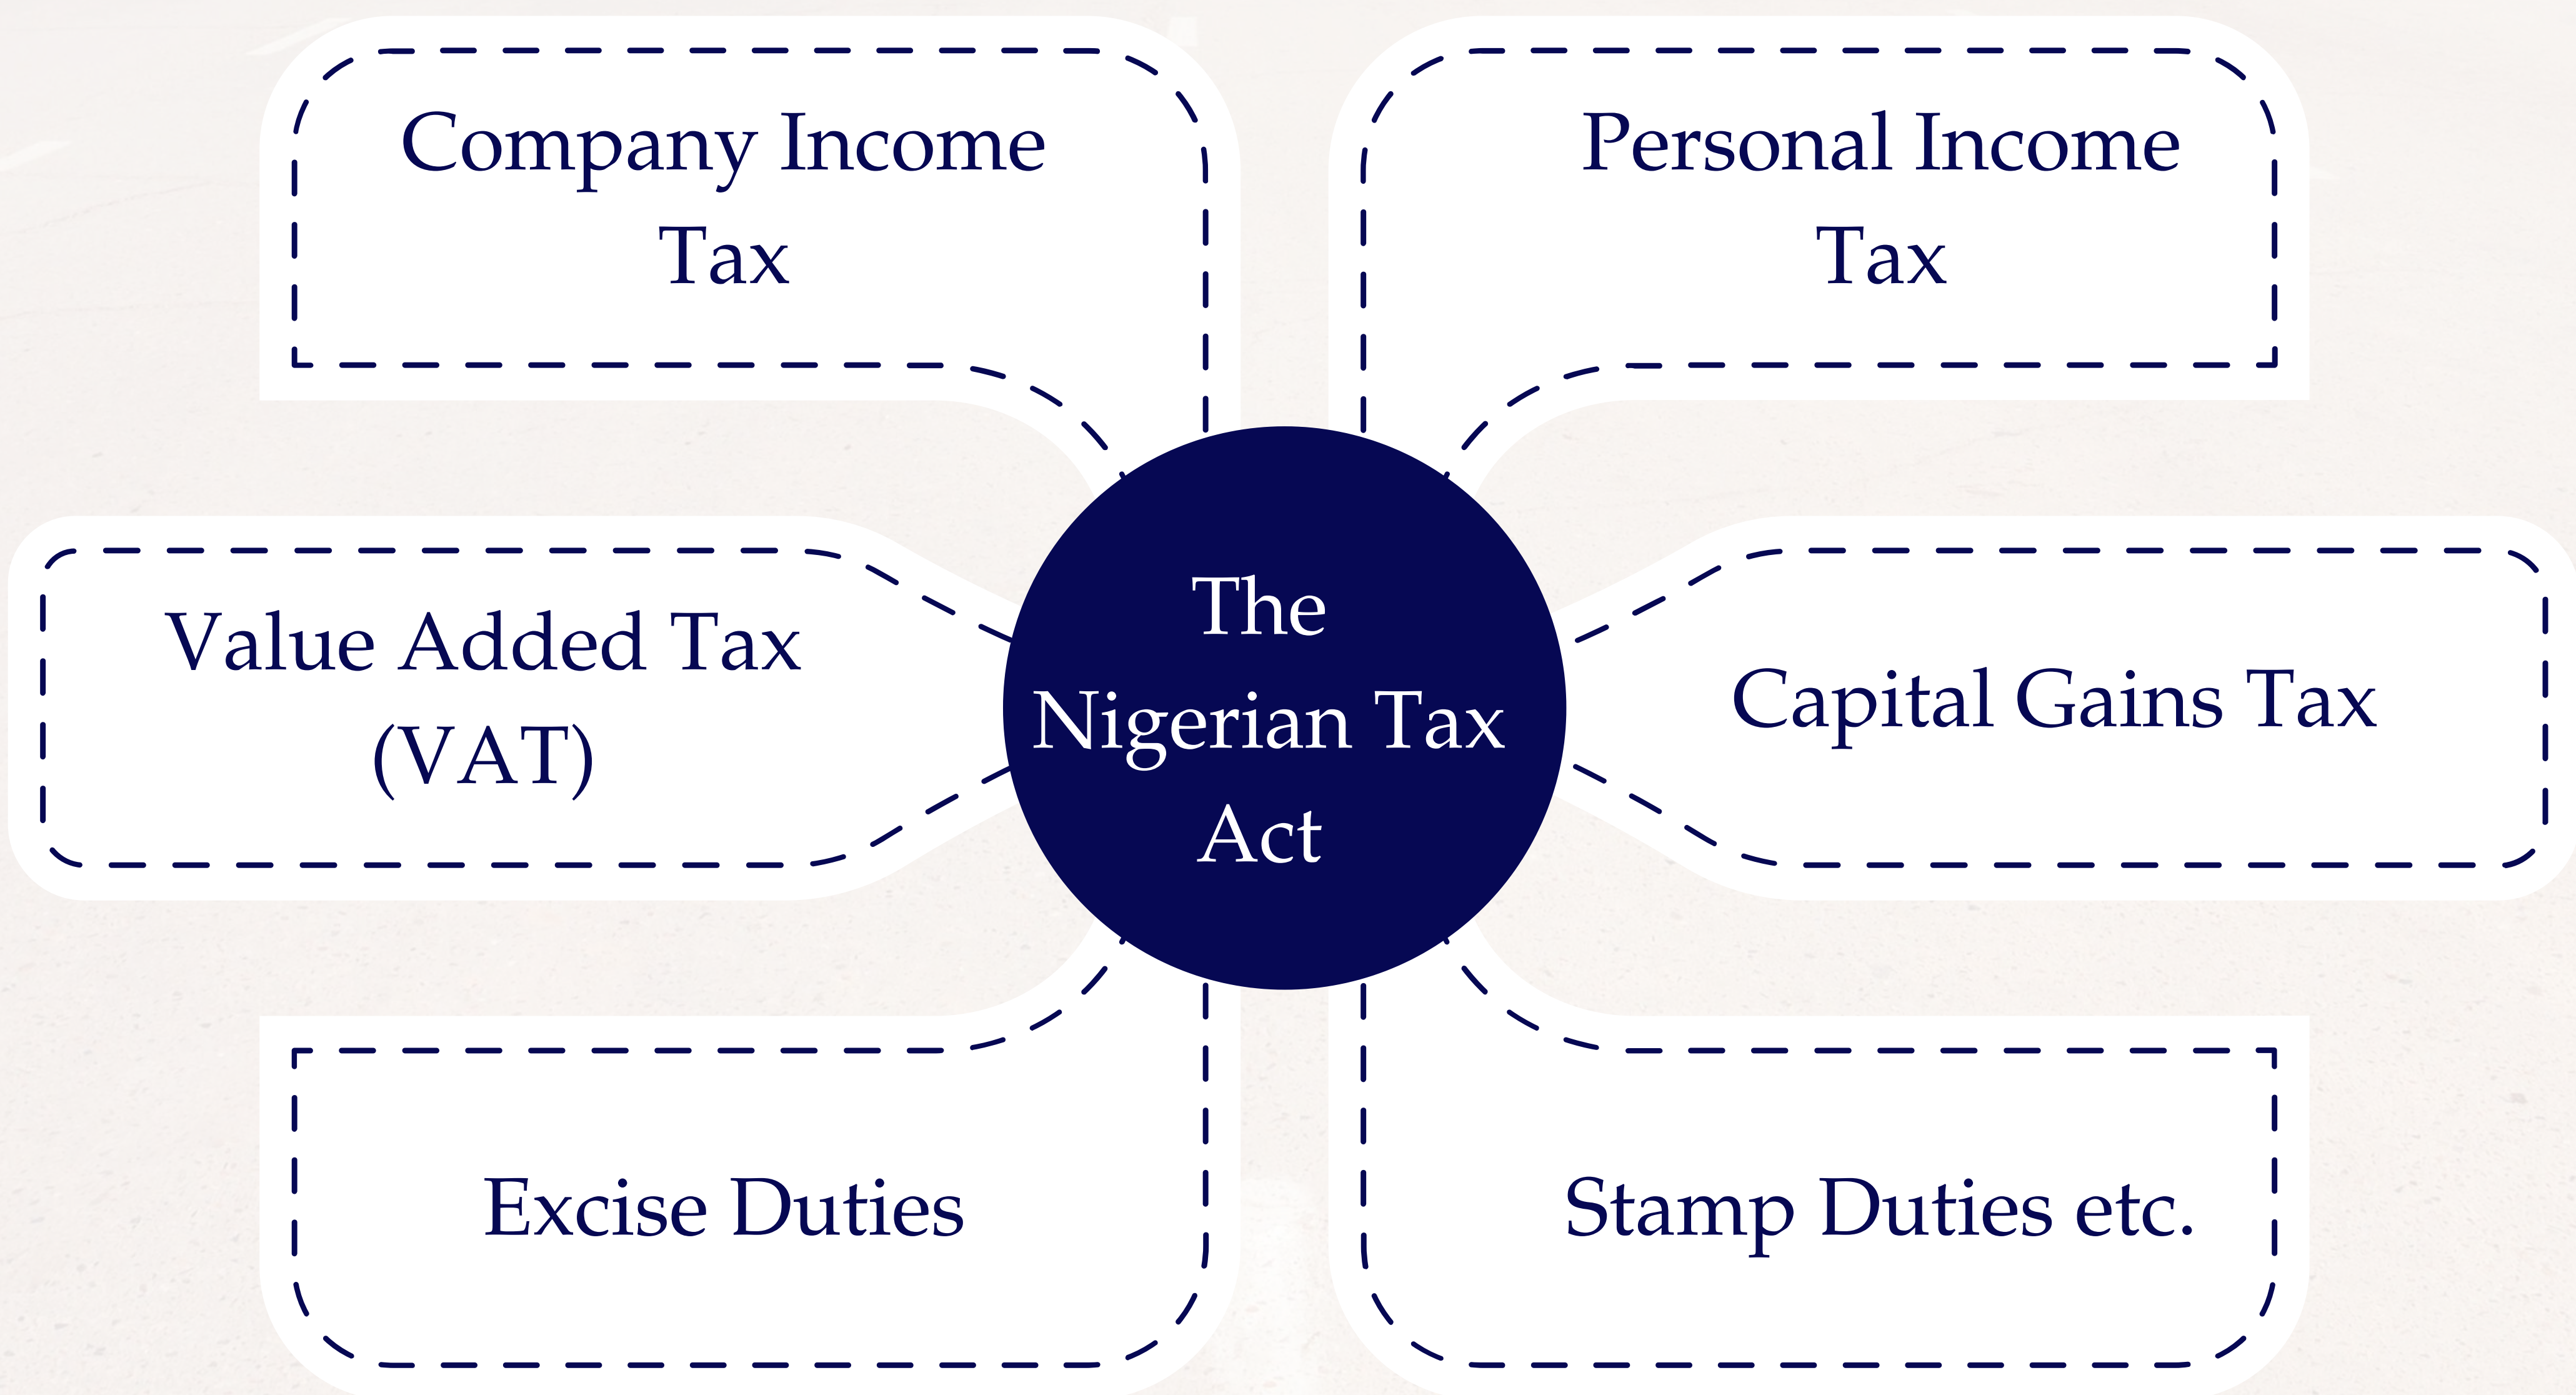 Company Income
Tax
Personal Income
Tax
Value Added Tax
(VAT)
The
Nigerian Tax
Act
Capital Gains Tax
Excise Duties
Stamp Duties etc.